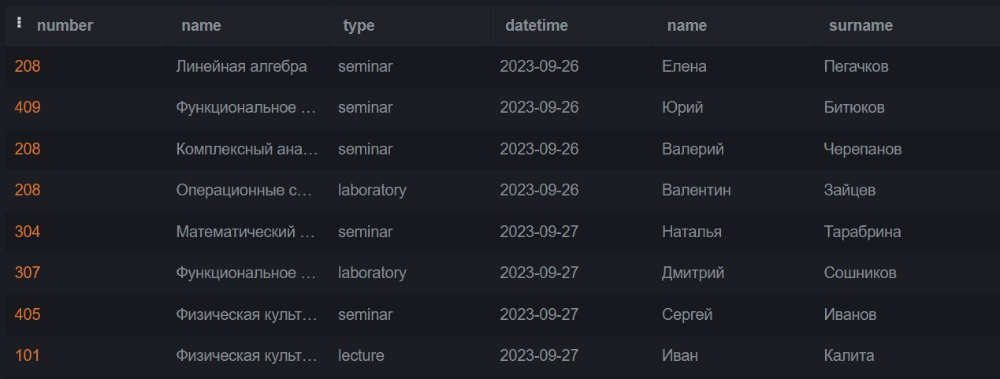 number name type datetime name surname
208 Линейная алгебра seminar 2023-09-26 Елена Пегачков
409 Функциональное … seminar 2023-09-26 Юрий Битюков
208 Комплексный ана… seminar 2023-09-26 Валерий Черепанов
208 Операционные с… laboratory 2023-09-26 Валентин Зайцев
304 Математический … seminar 2023-09-27 Наталья Тарабрина
307 Функциональное … laboratory 2023-09-27 Дмитрий Сошников
405 Физическая культ… seminar 2023-09-27 Сергей Иванов
101 Физическая культ… lecture 2023-09-27 Иван Калита